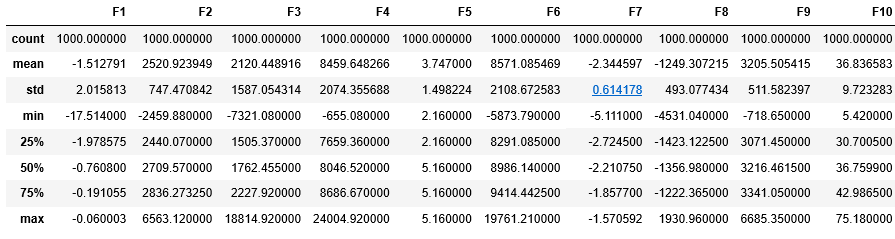 F1 F2 F3 F4 F5 F6 F7 F8 F9 F10
count 1000.000000 1000.000000 1000.000000 1000.000000 1000.000000 1000.000000 1000.000000 1000.000000 1000.000000 1000.000000
mean -1.512791 2520.923949 2120.448916 8459.648266 3.747000 8571.085469 -2.344597 -1249.307215 3205.505415 36.836583
std 2.015813 747.470842 1587.054314 2074.355688 1.498224 2108.672583 0.614178 493.077434 511.582397 9.723283
min -17.514000 -2459.880000 -7321.080000 -655.080000 2.160000 -5873.790000 -5.111000 -4531.040000 -718.650000 5.420000
25% -1.978575 2440.070000 1505.370000 7659.360000 2.160000 8291.085000 -2.724500 -1423.122500 3071.450000 30.700500
50% -0.760800 2709.570000 1762.455000 8046.520000 5.160000 8986.140000 -2.210750 -1356.980000 3216.461500 36.759900
75% -0.191055 2836.273250 2227.920000 8686.670000 5.160000 9414.442500 -1.857700 -1222.365000 3341.050000 42.986500
max -0.060003 6563.120000 18814.920000 24004.920000 5.160000 19761.210000 -1.570592 1930.960000 6685.350000 75.180000